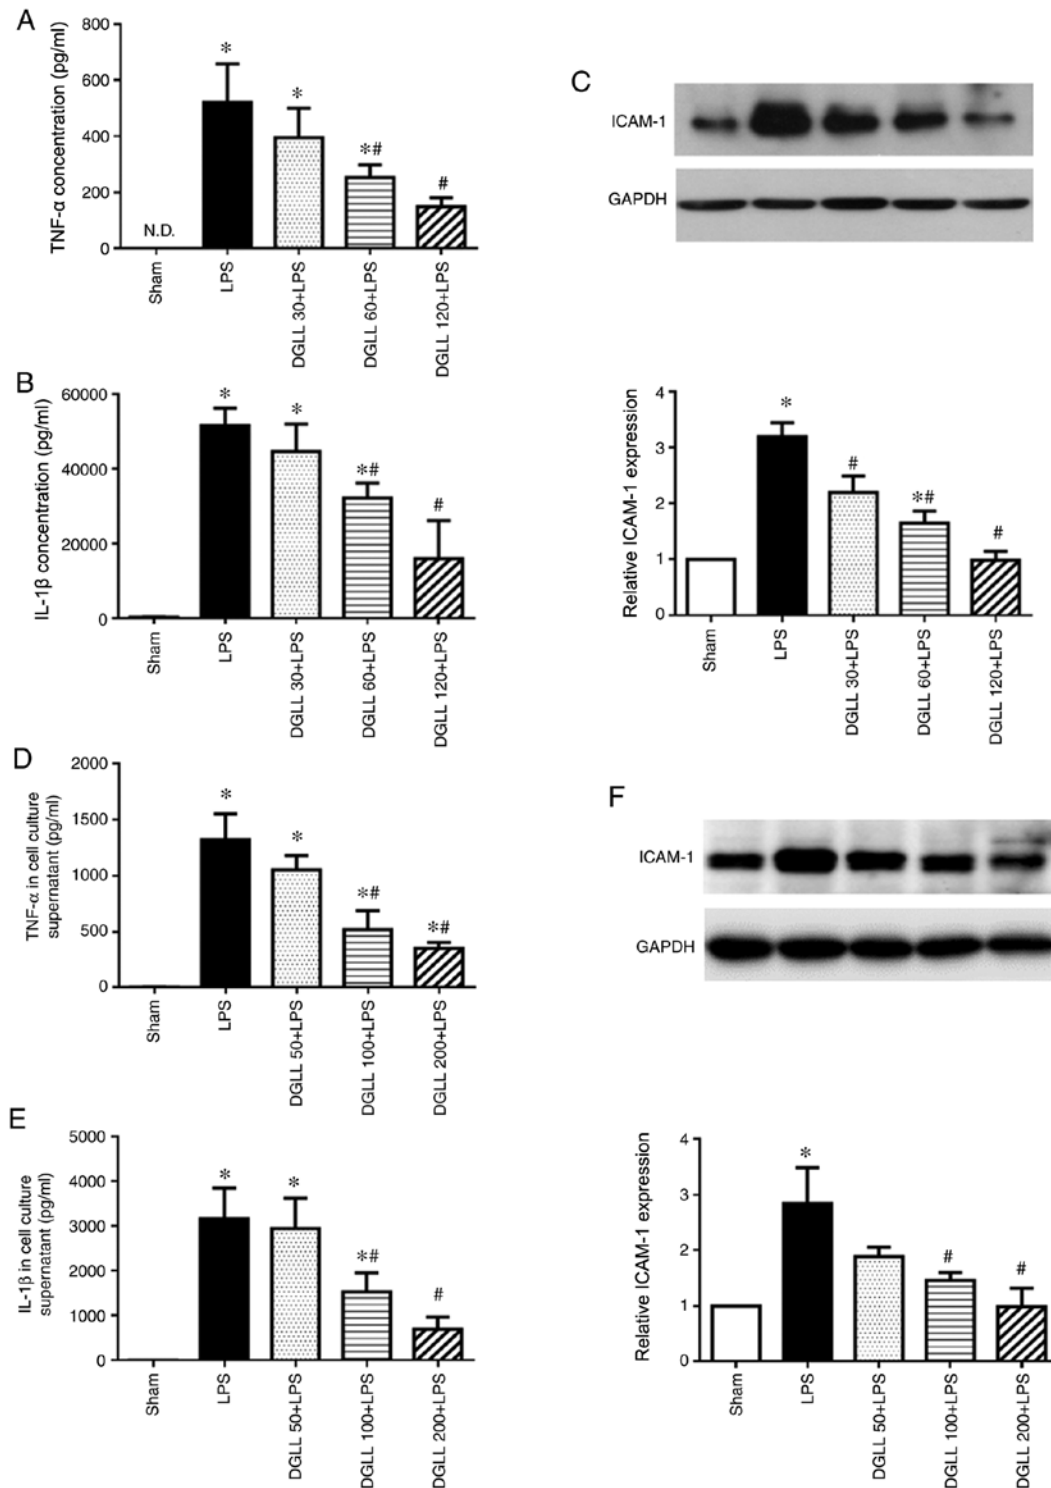 A
TNF-α concentration (pg/ml)
800
600
400
200
0
N.D.
*
*
*#
#
Sham
LPS
DGLL 30+LPS
DGLL 60+LPS
DGLL 120+LPS
B
IL-1β concentration (pg/ml)
60000
40000
20000
0
*
*
*#
#
Sham
LPS
DGLL 30+LPS
DGLL 60+LPS
DGLL 120+LPS
C
ICAM-1
GAPDH
Relative ICAM-1 expression
4
3
2
1
0
*
#
*#
#
Sham
LPS
DGLL 30+LPS
DGLL 60+LPS
DGLL 120+LPS
D
TNF-α in cell culture
supernatant (pg/ml)
2000
1500
1000
500
0
*
*
*#
*#
Sham
LPS
DGLL 50+LPS
DGLL 100+LPS
DGLL 200+LPS
E
IL-1β in cell culture
supernatant (pg/ml)
5000
4000
3000
2000
1000
0
*
*
*#
#
Sham
LPS
DGLL 50+LPS
DGLL 100+LPS
DGLL 200+LPS
F
ICAM-1
GAPDH
Relative ICAM-1 expression
4
3
2
1
0
*
#
#
Sham
LPS
DGLL 50+LPS
DGLL 100+LPS
DGLL 200+LPS